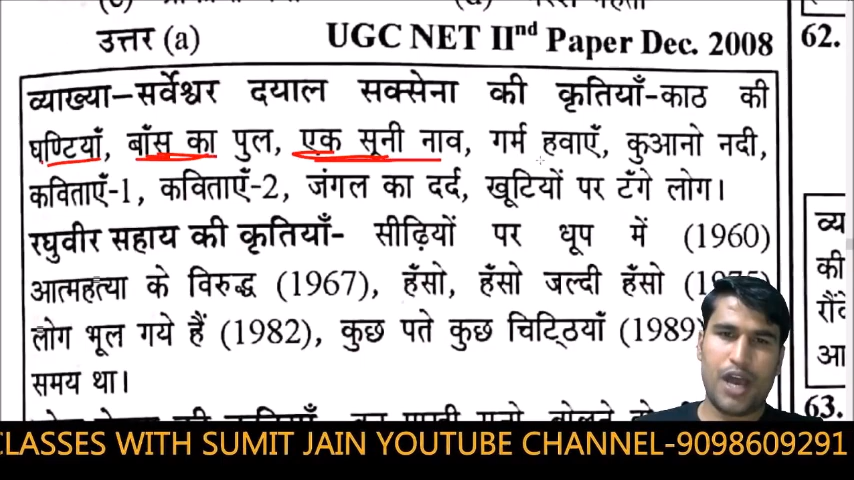 उत्तर (a) UGC NET IInd Paper Dec. 2008
62.
व्याख्या–सर्वेश्वर दयाल सक्सेना की कृतियाँ-काठ की
घण्टियाँ, बाँस का पुल, एक सूनी नाव, गर्म हवाएँ, कुआनो नदी,
कविताएँ-1, कविताएँ-2, जंगल का दर्द, खूटियों पर टँगे लोग।
रघुवीर सहाय की कृतियाँ- सीढ़ियों पर धूप में (1960)
आत्महत्या के विरुद्ध (1967), हँसो, हँसो जल्दी हँसो
लोग भूल गये हैं (1982), कुछ पते कुछ चिट्ठियाँ (1989)
समय था।
व्य
की
रौंदे
आ
63.
CLASSES WITH SUMIT JAIN YOUTUBE CHANNEL-9098609291